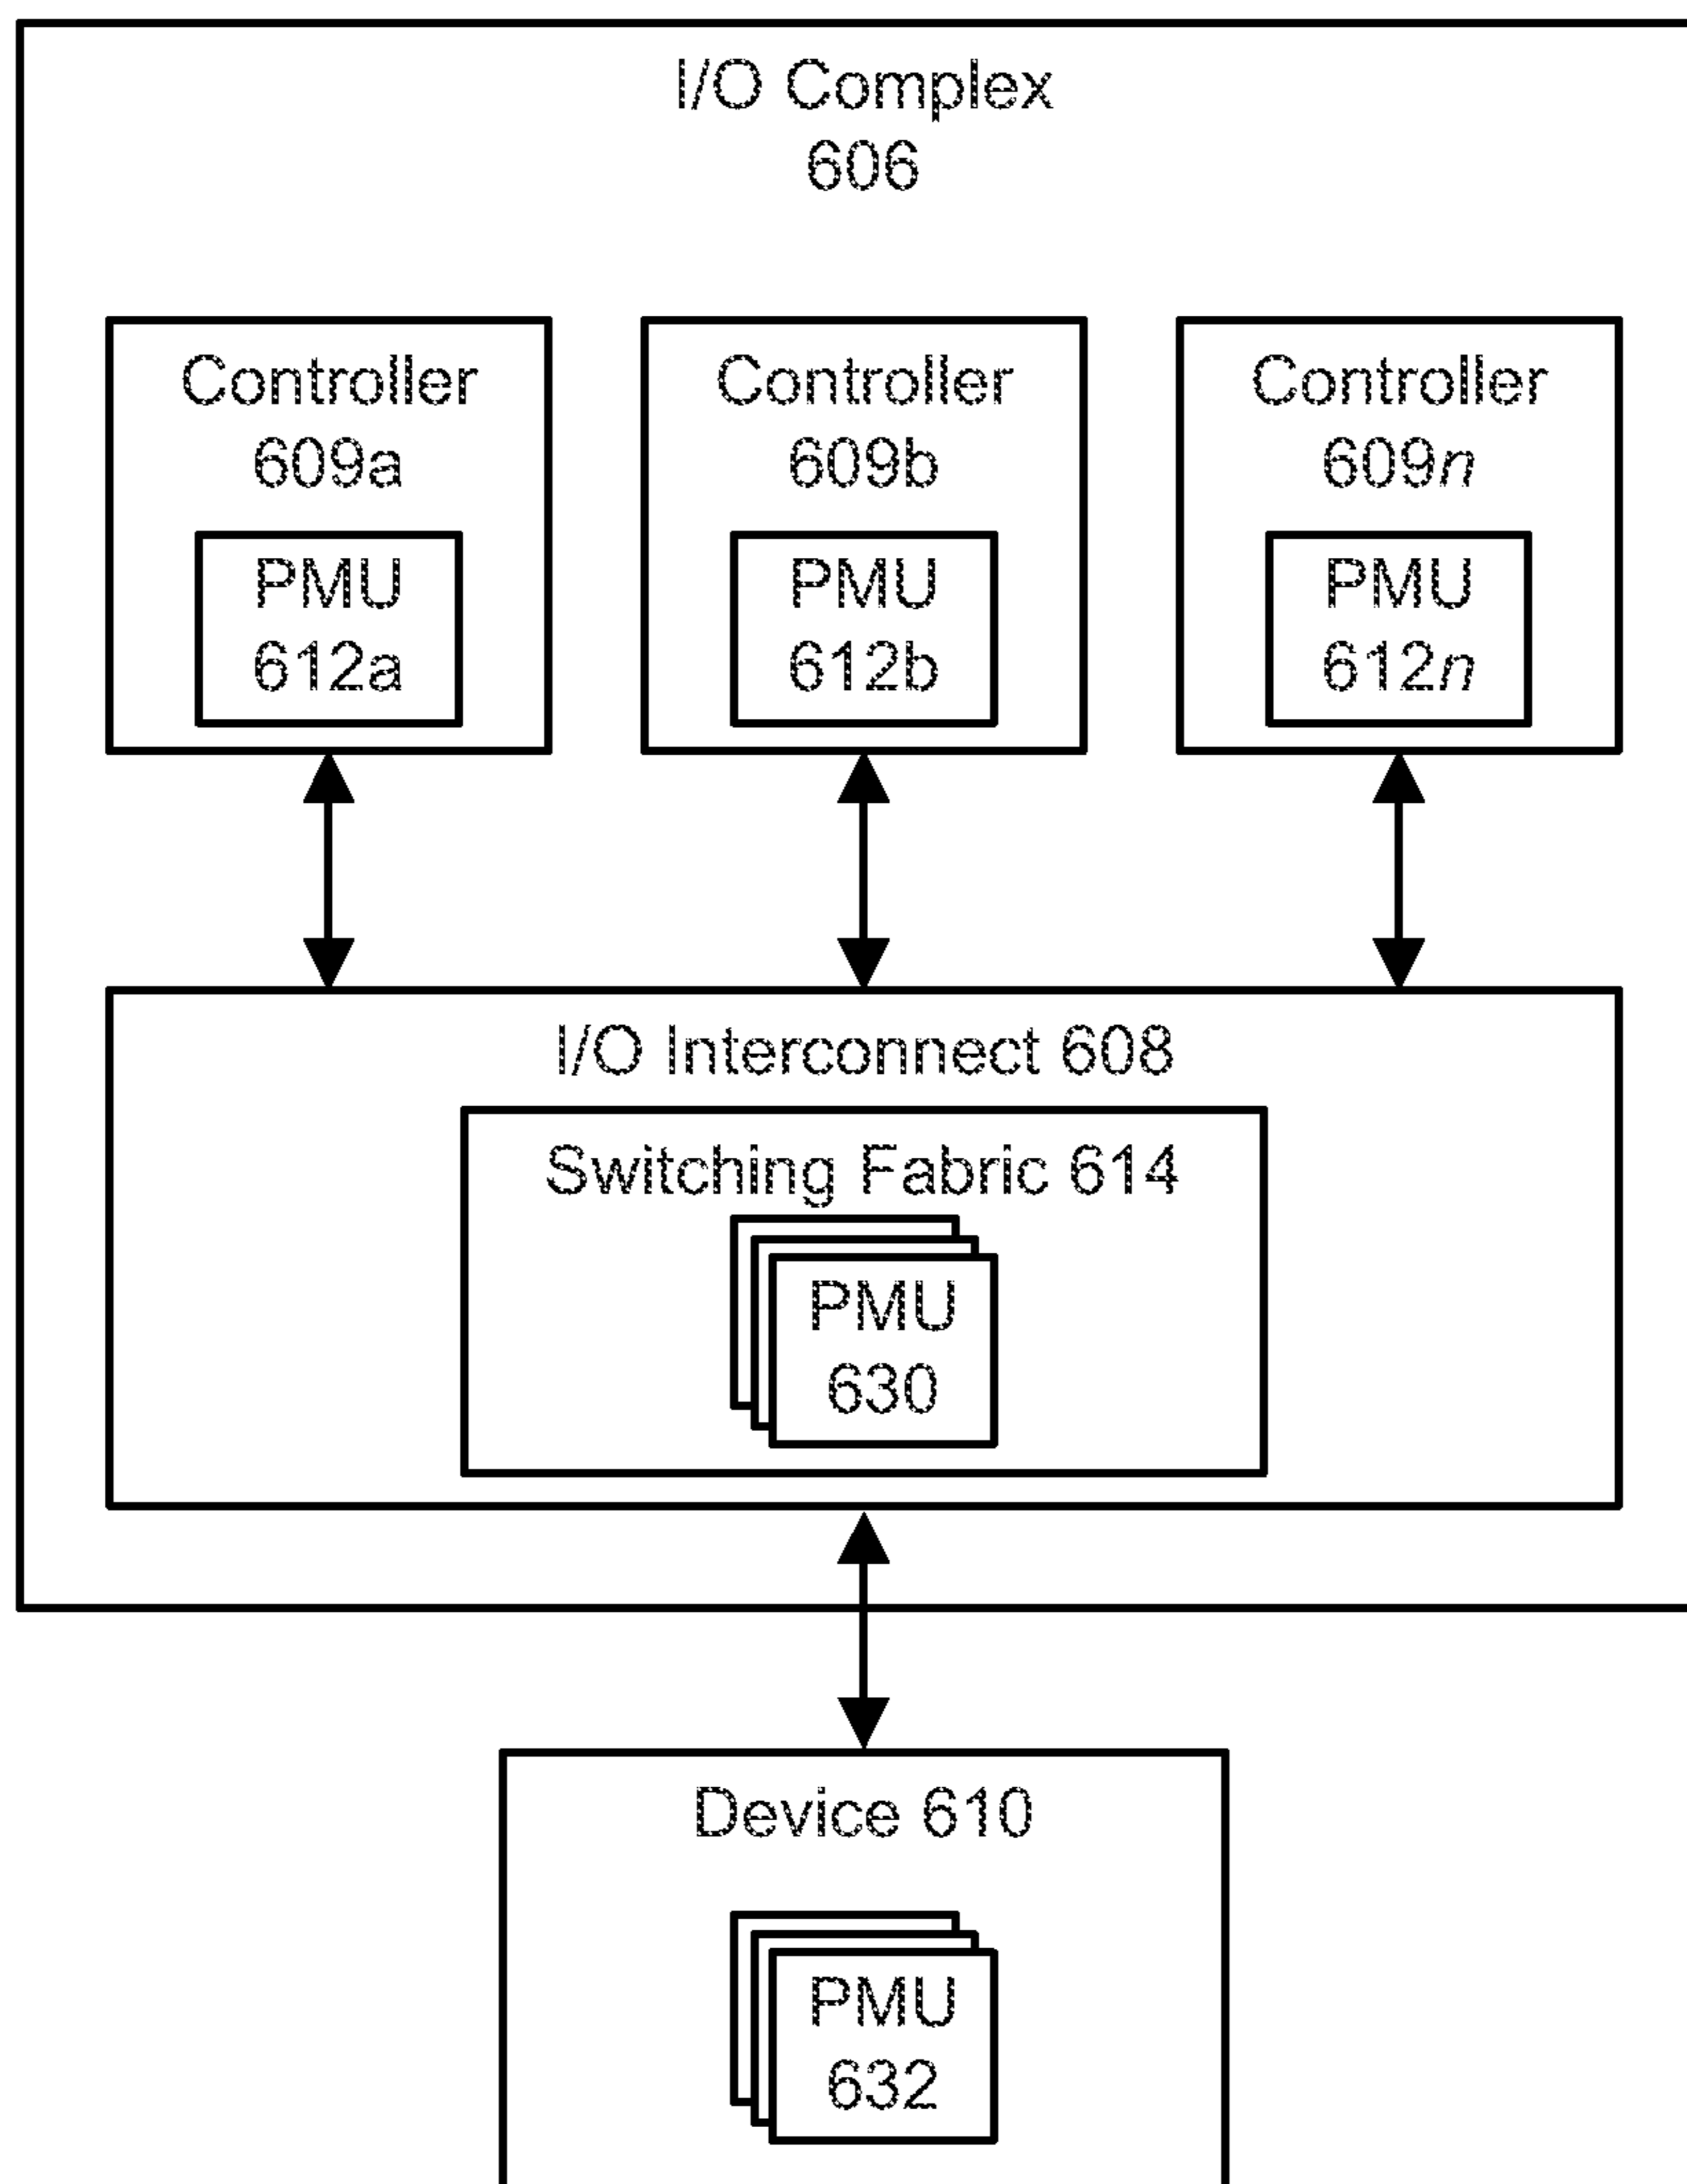 I/O Complex
606
Controller
609a
PMU
612a
Controller
609b
PMU
612b
Controller
609n
PMU
612n
I/O Interconnect 608
Switching Fabric 614
PMU
630
Device 610
PMU
632